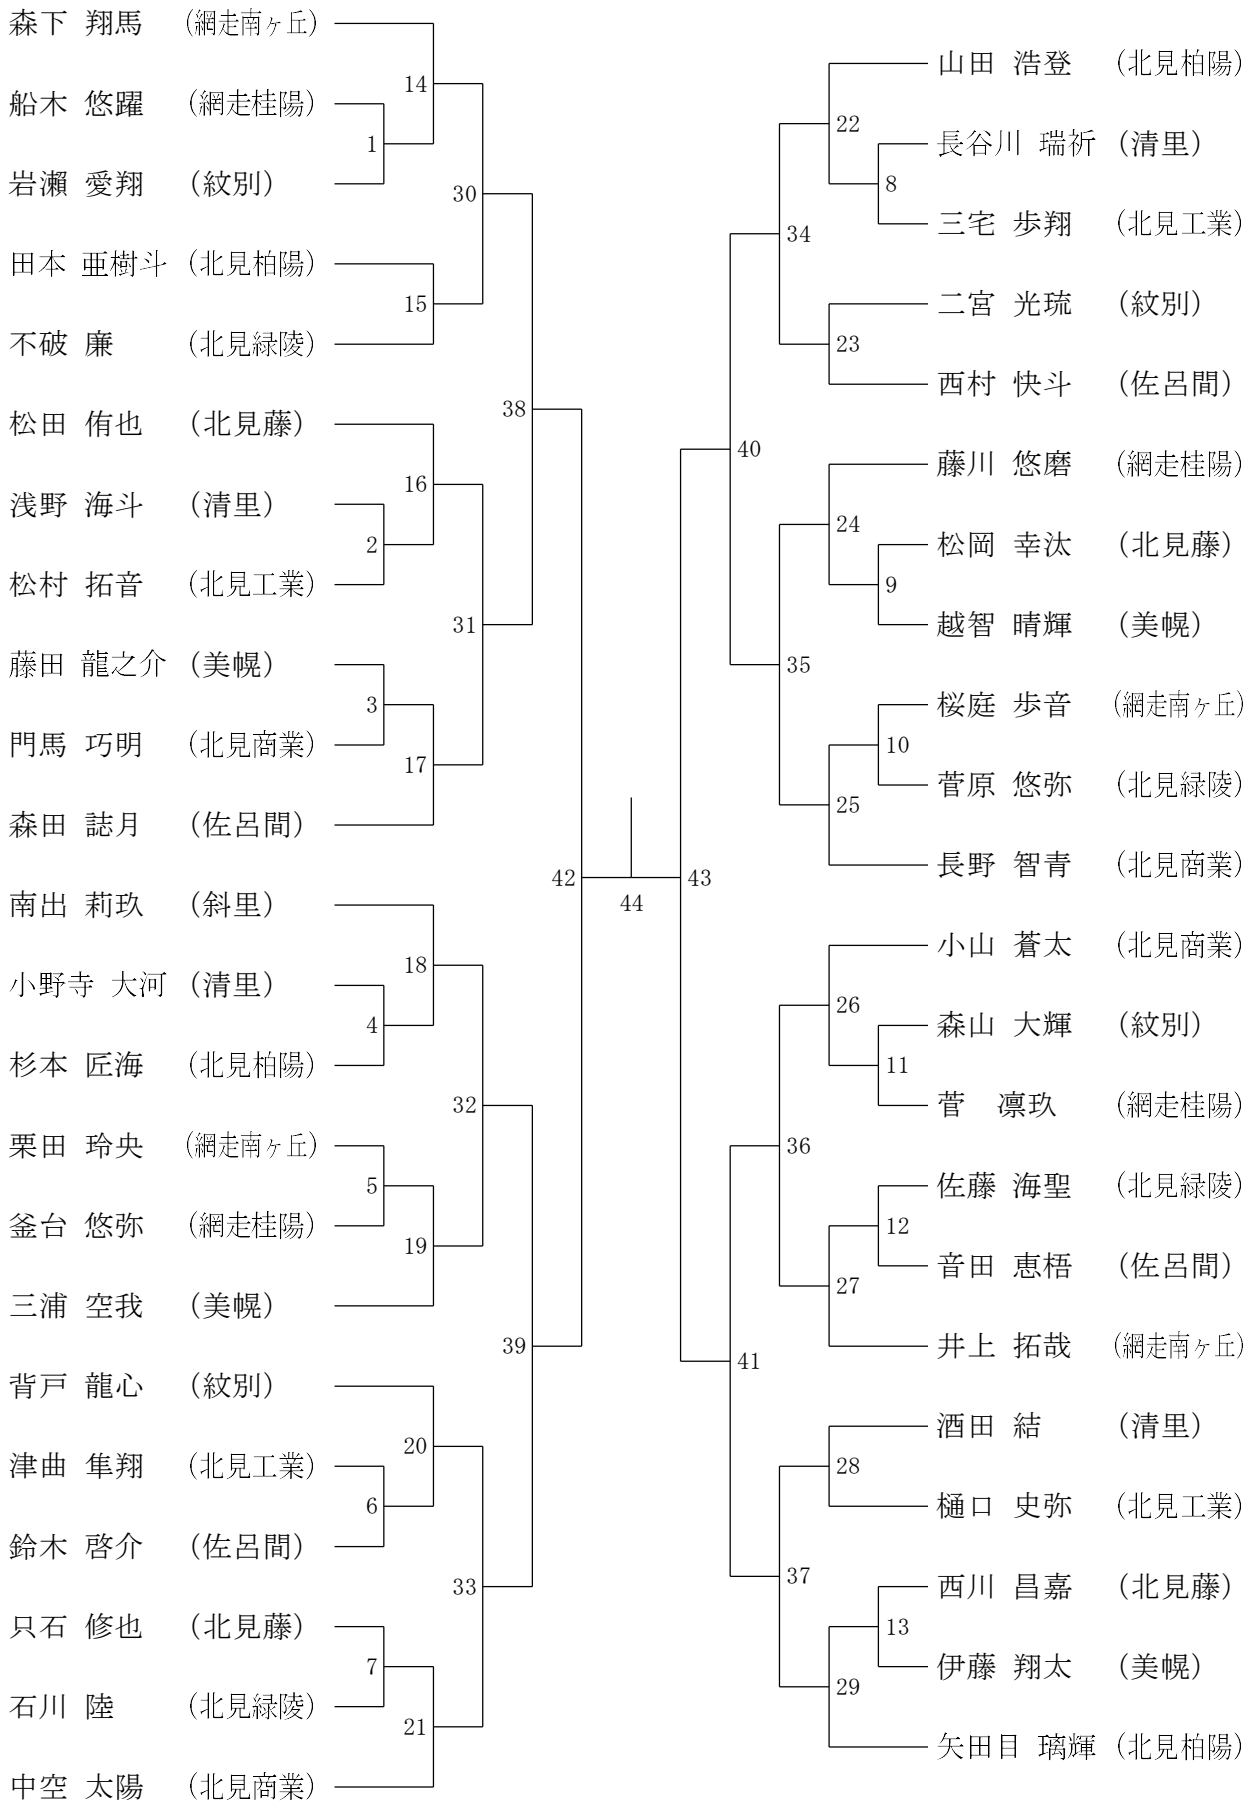 森下 翔馬 (網走南ヶ丘)
14
船木 悠躍 (網走桂陽)
1
岩瀨 愛翔 (紋別)
30
田本 亜樹斗 (北見柏陽)
15
不破 廉 (北見緑陵)
38
松田 侑也 (北見藤)
16
浅野 海斗 (清里)
2
松村 拓音 (北見工業)
31
藤田 龍之介 (美幌)
3
門馬 巧明 (北見商業)
17
森田 誌月 (佐呂間)
42
南出 莉玖 (斜里)
18
小野寺 大河 (清里)
4
杉本 匠海 (北見柏陽)
32
栗田 玲央 (網走南ヶ丘)
5
釜台 悠弥 (網走桂陽)
19
三浦 空我 (美幌)
39
背戸 龍心 (紋別)
20
津曲 隼翔 (北見工業)
6
鈴木 啓介 (佐呂間)
33
只石 修也 (北見藤)
7
石川 陸 (北見緑陵)
21
中空 太陽 (北見商業)
44
山田 浩登 (北見柏陽)
22
長谷川 瑞祈 (清里)
8
三宅 歩翔 (北見工業)
34
二宮 光琉 (紋別)
23
西村 快斗 (佐呂間)
40
藤川 悠磨 (網走桂陽)
24
松岡 幸汰 (北見藤)
9
越智 晴輝 (美幌)
35
桜庭 歩音 (網走南ヶ丘)
10
菅原 悠弥 (北見緑陵)
25
長野 智青 (北見商業)
43
小山 蒼太 (北見商業)
26
森山 大輝 (紋別)
11
菅 凛玖 (網走桂陽)
36
佐藤 海聖 (北見緑陵)
12
音田 恵梧 (佐呂間)
27
井上 拓哉 (網走南ヶ丘)
41
酒田 結 (清里)
28
樋口 史弥 (北見工業)
37
西川 昌嘉 (北見藤)
13
伊藤 翔太 (美幌)
29
矢田目 璃輝 (北見柏陽)